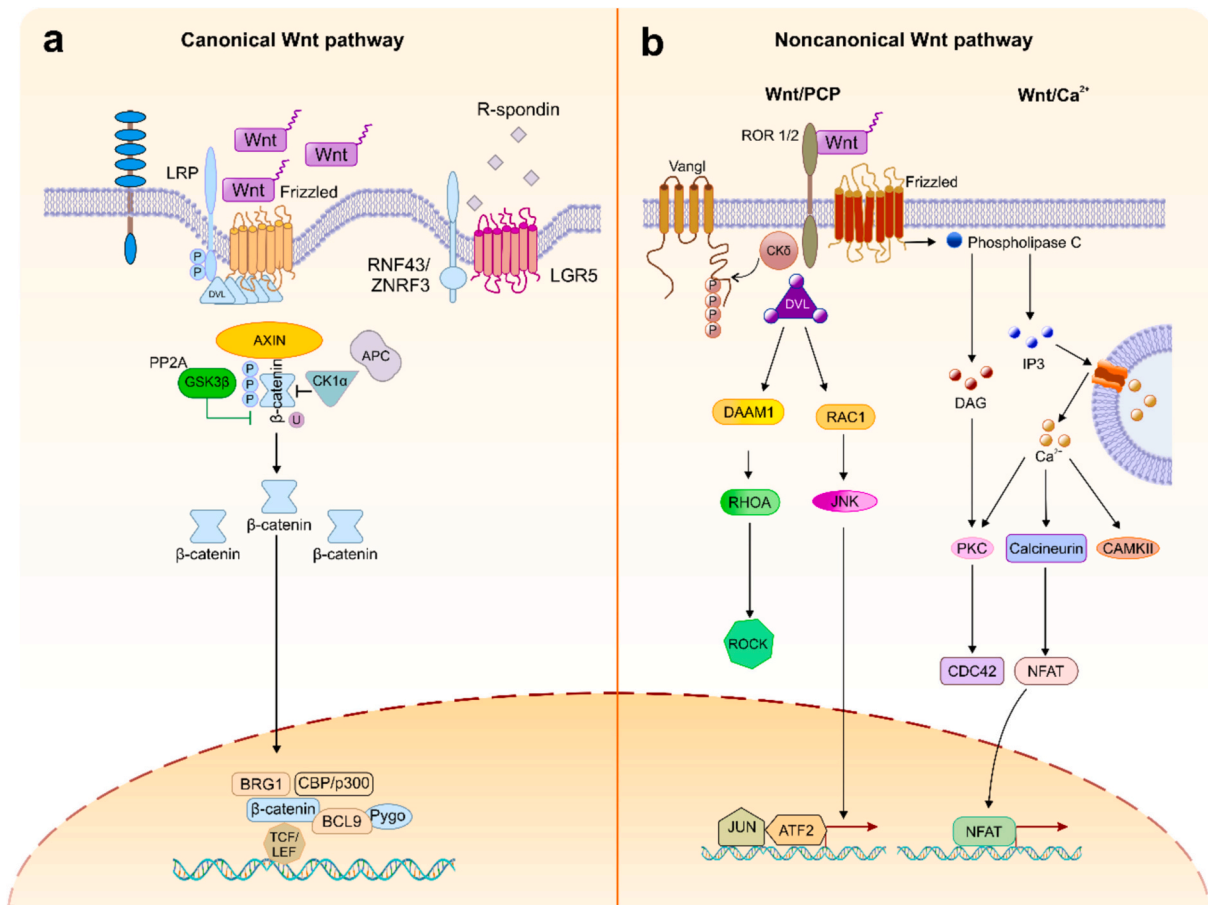 a
Canonical Wnt pathway
LRP
Wnt
Wnt
Wnt
Frizzled
R-spondin
RNF43/
ZNRF3
LGR5
P
P
DVL
AXIN
PP2A
GSK3β
P
P
P
β-catenin
U
CK1α
APC
β-catenin
β-catenin
β-catenin
BRG1
CBP/p300
β-catenin
BCL9
Pygo
TCF/
LEF
b
Noncanonical Wnt pathway
Wnt/PCP
Wnt/Ca²⁺
ROR 1/2
Wnt
Vangl
Frizzled
CKδ
P
P
P
P
DVL
Phospholipase C
IP3
DAG
Ca²⁺
DAAM1
RAC1
RHOA
JNK
ROCK
PKC
Calcineurin
CAMKII
CDC42
NFAT
JUN
ATF2
NFAT